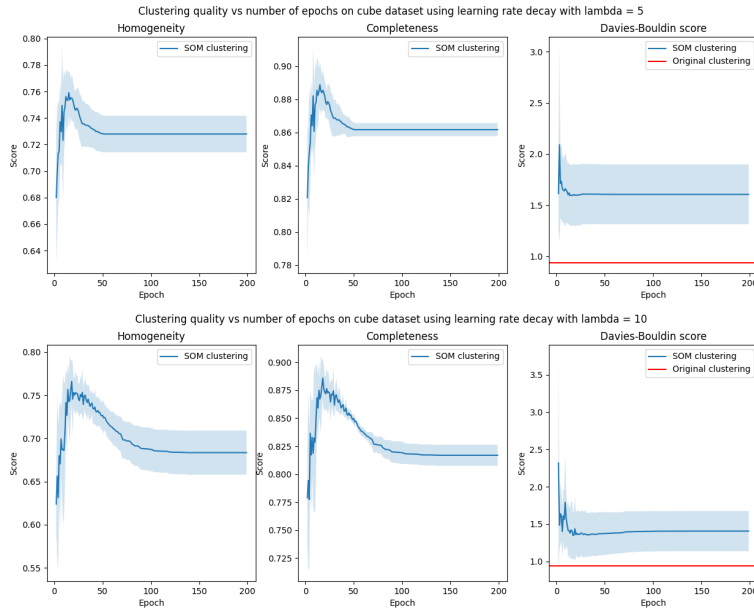 Clustering quality vs number of epochs on cube dataset using learning rate decay with lambda = 5
Homogeneity
Completeness
Davies-Bouldin score
SOM clustering
SOM clustering
SOM clustering
Original clustering
0.80
0.78
0.76
0.74
0.72
0.70
0.68
0.66
0.64
Score
0 50 100 150 200
Epoch
0.90
0.88
0.86
0.84
0.82
0.80
0.78
Score
0 50 100 150 200
Epoch
3.0
2.5
2.0
1.5
1.0
Score
0 50 100 150 200
Epoch
Clustering quality vs number of epochs on cube dataset using learning rate decay with lambda = 10
Homogeneity
Completeness
Davies-Bouldin score
SOM clustering
SOM clustering
SOM clustering
Original clustering
0.80
0.75
0.70
0.65
0.60
0.55
Score
0 50 100 150 200
Epoch
0.900
0.875
0.850
0.825
0.800
0.775
0.750
0.725
Score
0 50 100 150 200
Epoch
3.5
3.0
2.5
2.0
1.5
1.0
Score
0 50 100 150 200
Epoch